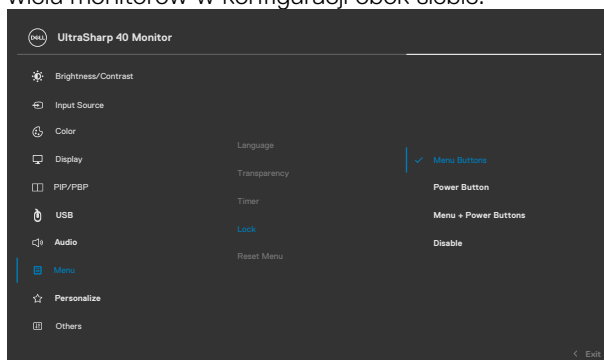 wielu monitorów w konfiguracji obok siebie.
DELL UltraSharp 40 Monitor
Brightness/Contrast
Input Source
Color
Display
PIP/PBP
USB
Audio
Menu
Personalize
Others
Language
Transparency
Timer
Lock
Reset Menu
Menu Buttons
Power Button
Menu + Power Buttons
Disable
Exit